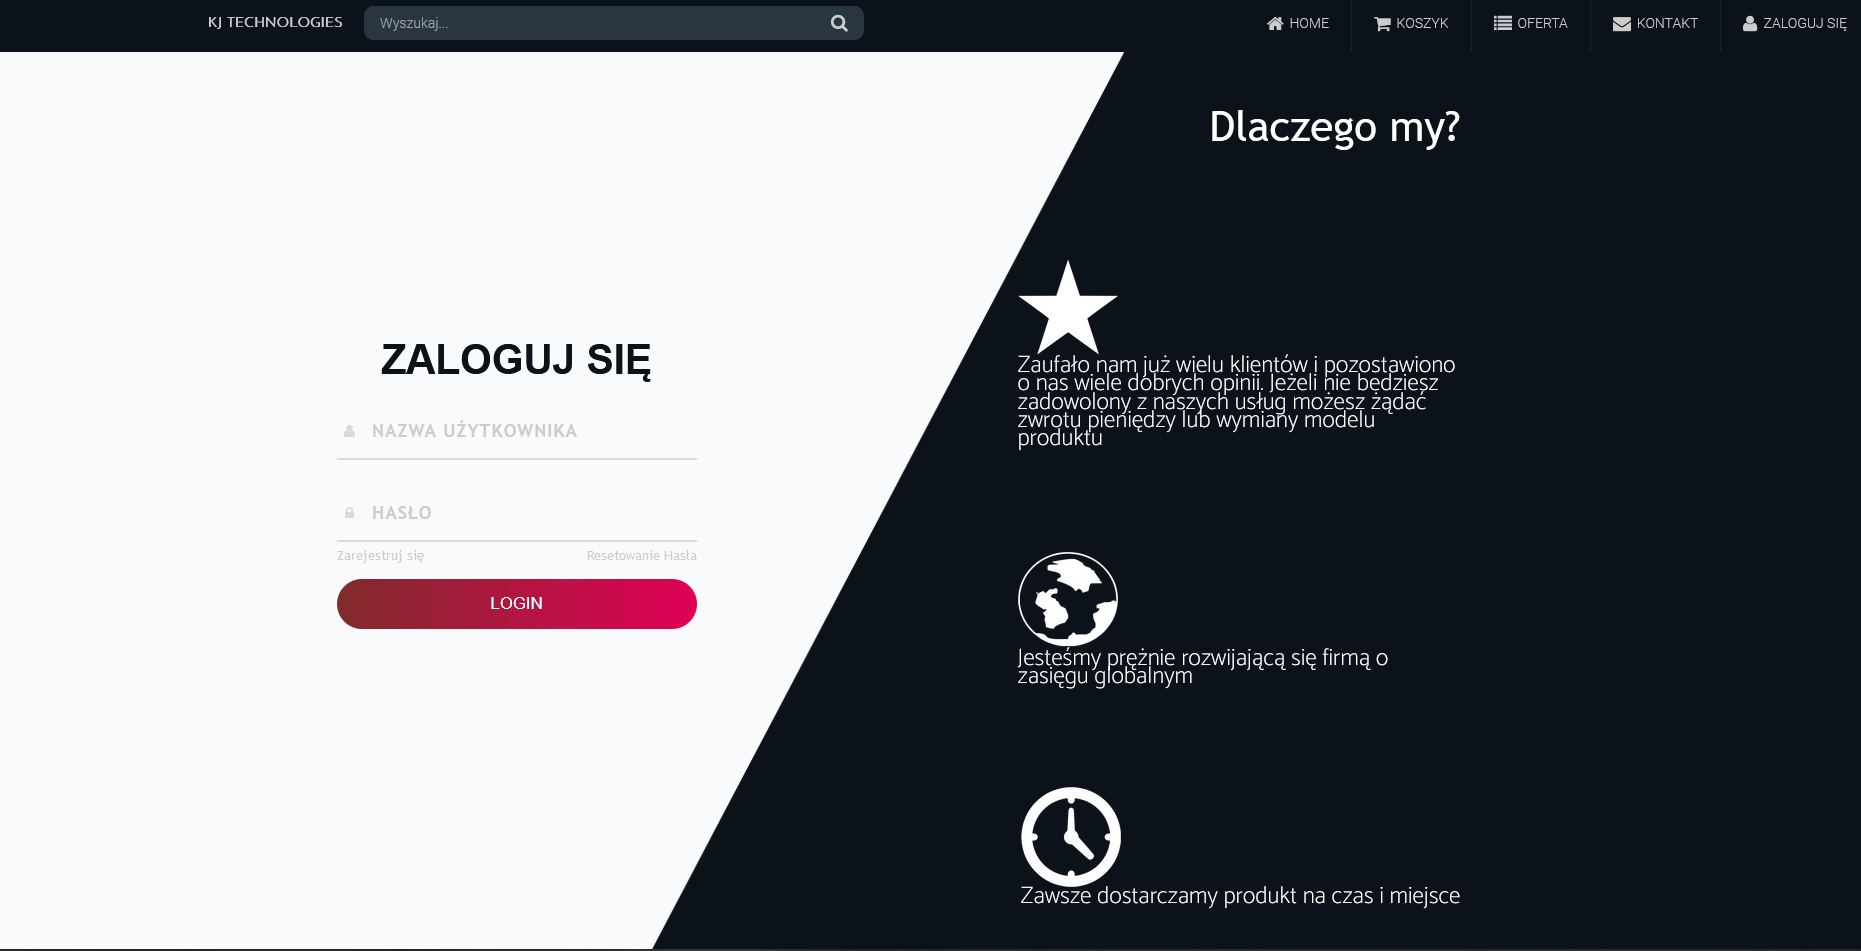 KJ TECHNOLOGIES
Wyszukaj...
HOME
KOSZYK
OFERTA
KONTAKT
ZALOGUJ SIĘ
ZALOGUJ SIĘ
NAZWA UŻYTKOWNIKA
HASŁO
Zarejestruj się
Resetowanie Hasła
LOGIN
Dlaczego my?
Zaufało nam już wielu klientów i pozostawiono
o nas wiele dobrych opinii. Jeżeli nie będziesz
zadowolony z naszych usług możesz żądać
zwrotu pieniędzy lub wymiany modelu
produktu
Jesteśmy prężnie rozwijającą się firmą o
zasięgu globalnym
Zawsze dostarczamy produkt na czas i miejsce